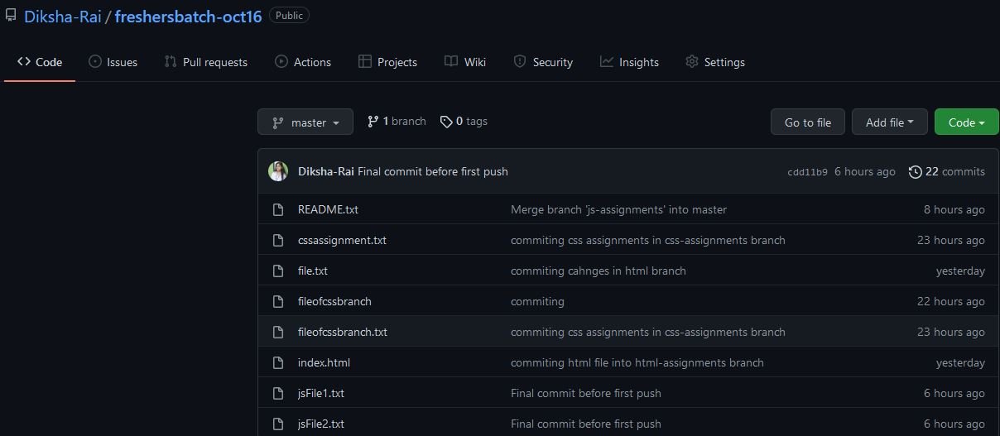 Diksha-Rai / freshersbatch-oct16 Public
Code Issues Pull requests Actions Projects Wiki Security Insights Settings
master 1 branch 0 tags Go to file Add file Code
Diksha-Rai Final commit before first push cdd11b9 6 hours ago 22 commits
README.txt Merge branch 'js-assignments' into master 8 hours ago
cssassignment.txt commiting css assignments in css-assignments branch 23 hours ago
file.txt commiting cahnges in html branch yesterday
fileofcssbranch commiting 22 hours ago
fileofcssbranch.txt commiting css assignments in css-assignments branch 23 hours ago
index.html commiting html file into html-assignments branch yesterday
jsFile1.txt Final commit before first push 6 hours ago
jsFile2.txt Final commit before first push 6 hours ago